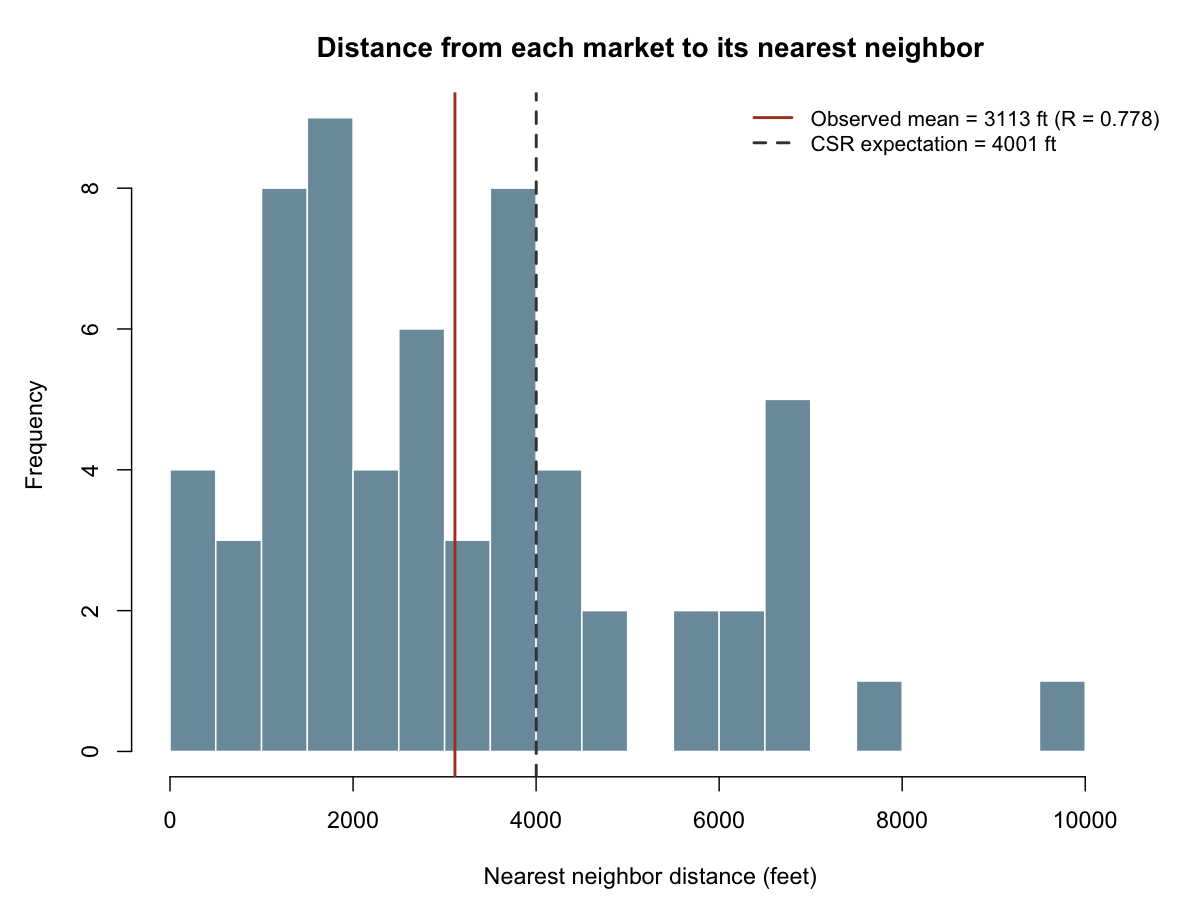 Distance from each market to its nearest neighbor
Observed mean = 3113 ft (R = 0.778)
CSR expectation = 4001 ft
Frequency
8
6
4
2
0
0 2000 4000 6000 8000 10000
Nearest neighbor distance (feet)